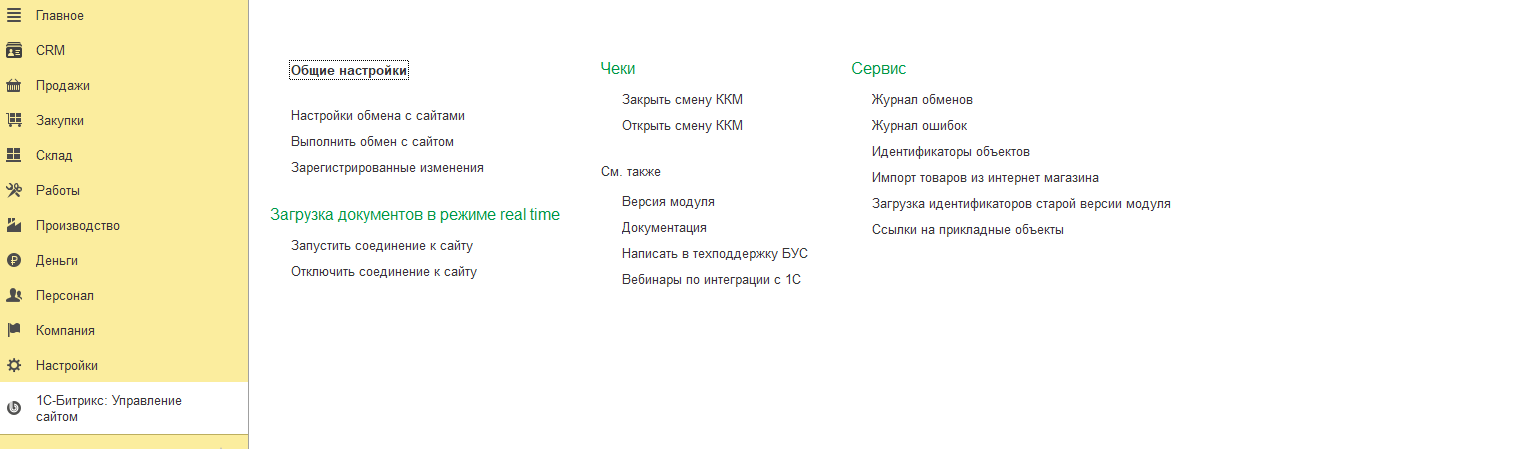 Главное
CRM
Продажи
Закупки
Склад
Работы
Производство
Деньги
Персонал
Компания
Настройки
1С-Битрикс: Управление
сайтом
Общие настройки
Настройки обмена с сайтами
Выполнить обмен с сайтом
Зарегистрированные изменения
Загрузка документов в режиме real time
Запустить соединение к сайту
Отключить соединение к сайту
Чеки
Закрыть смену ККМ
Открыть смену ККМ
См. также
Версия модуля
Документация
Написать в техподдержку БУС
Вебинары по интеграции с 1С
Сервис
Журнал обменов
Журнал ошибок
Идентификаторы объектов
Импорт товаров из интернет магазина
Загрузка идентификаторов старой версии модуля
Ссылки на прикладные объекты